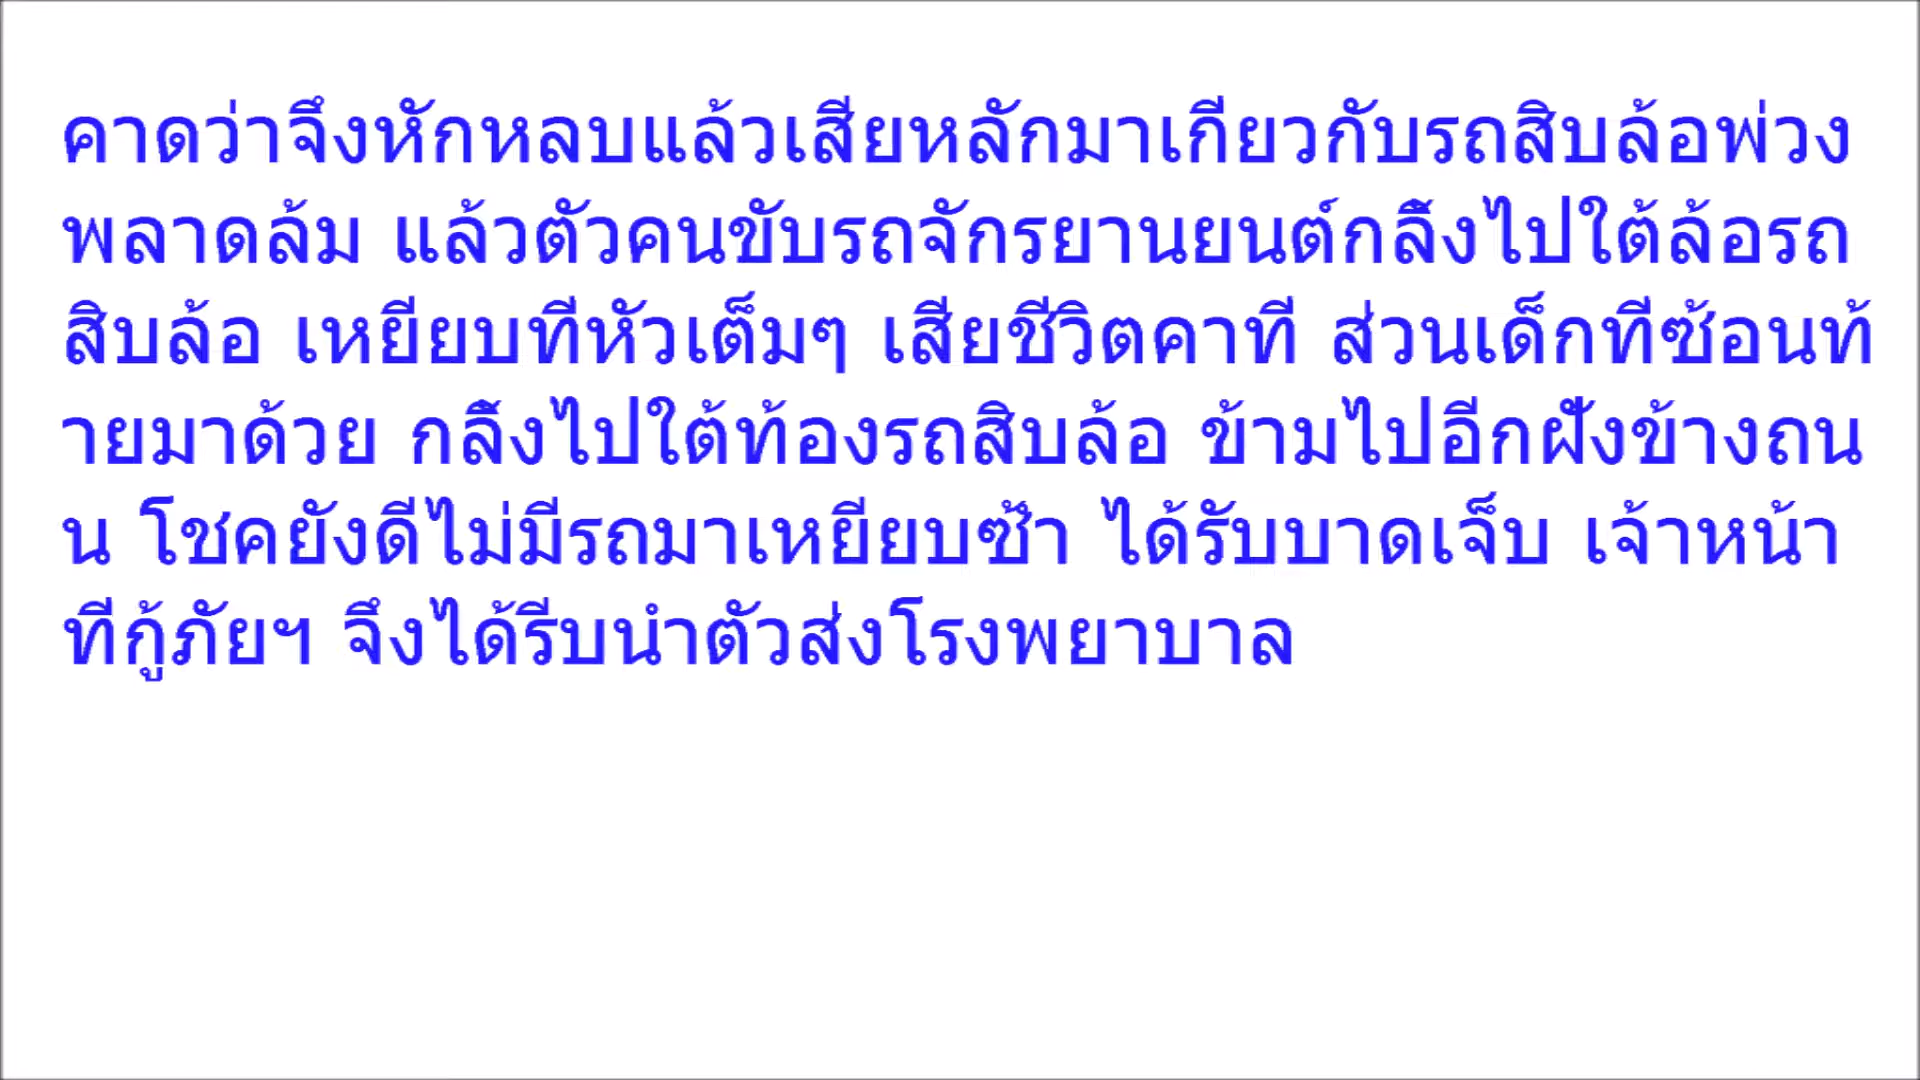 คาดว่าจึงหักหลบแล้วเสียหลักมาเกี่ยวกับรถสิบล้อพ่วง
พลาดล้ม แล้วตัวคนขับรถจักรยานยนต์กลิ้งไปใต้ล้อรถ
สิบล้อ เหยียบที่หัวเต็มๆ เสียชีวิตคาที่ ส่วนเด็กที่ซ้อนท้
ายมาด้วย กลิ้งไปใต้ท้องรถสิบล้อ ข้ามไปอีกฝั่งข้างถน
น โชคยังดีไม่มีรถมาเหยียบซ้ำ ได้รับบาดเจ็บ เจ้าหน้า
ที่กู้ภัยฯ จึงได้รีบนำตัวส่งโรงพยาบาล